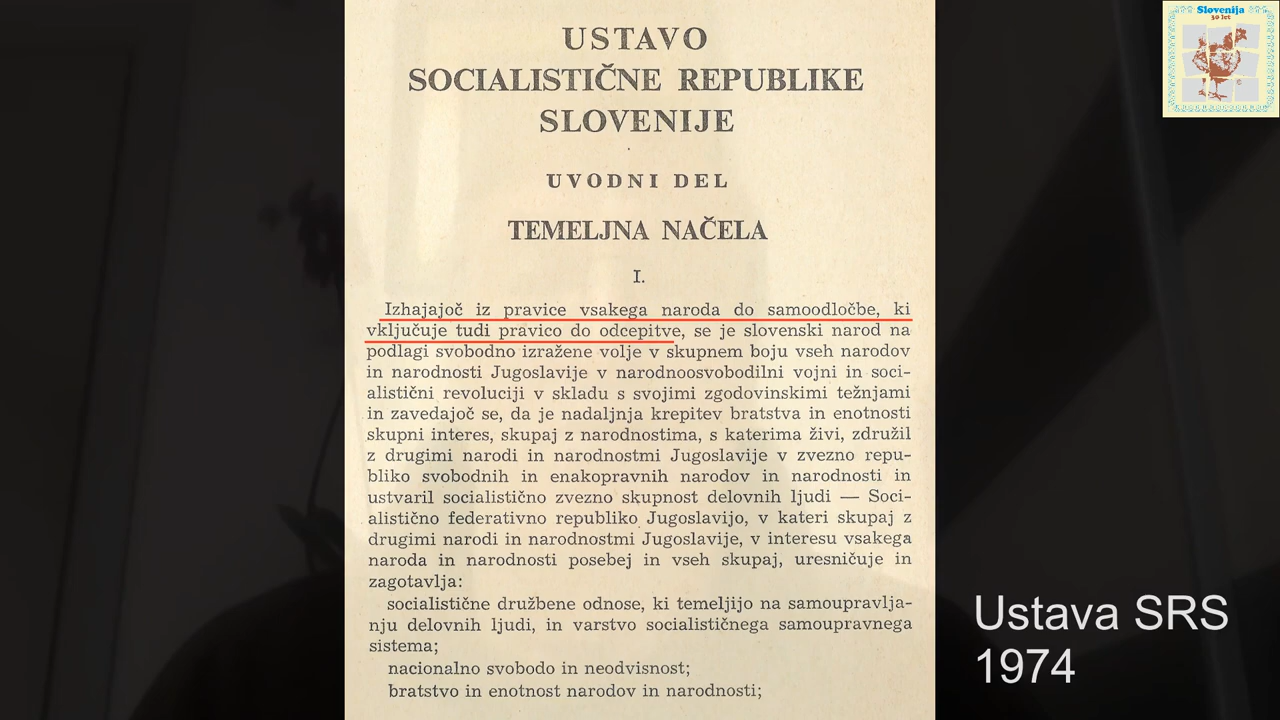 USTAVO
SOCIALISTIČNE REPUBLIKE
SLOVENIJE
UVODNI DEL
TEMELJNA NAČELA
I.
Izhajajoč iz pravice vsakega naroda do samoodločbe, ki
vključuje tudi pravico do odcepitve, se je slovenski narod na
podlagi svobodno izražene volje v skupnem boju vseh narodov
in narodnosti Jugoslavije v narodnoosvobodilni vojni in soci-
alistični revoluciji v skladu s svojimi zgodovinskimi težnjami
in zavedajoč se, da je nadaljnja krepitev bratstva in enotnosti
skupni interes, skupaj z narodnostima, s katerima živi, združil
z drugimi narodi in narodnostmi Jugoslavije v zvezno repu-
bliko svobodnih in enakopravnih narodov in narodnosti in
ustvaril socialistično zvezno skupnost delovnih ljudi — Soci-
alistično federativno republiko Jugoslavijo, v kateri skupaj z
drugimi narodi in narodnostmi Jugoslavije, v interesu vsakega
naroda in narodnosti posebej in vseh skupaj, uresničuje in
zagotavlja:
socialistične družbene odnose, ki temeljijo na samoupravlja-
nju delovnih ljudi, in varstvo socialističnega samoupravnega
sistema;
nacionalno svobodo in neodvisnost;
bratstvo in enotnost narodov in narodnosti;
Slovenija
30 let
Ustava SRS
1974